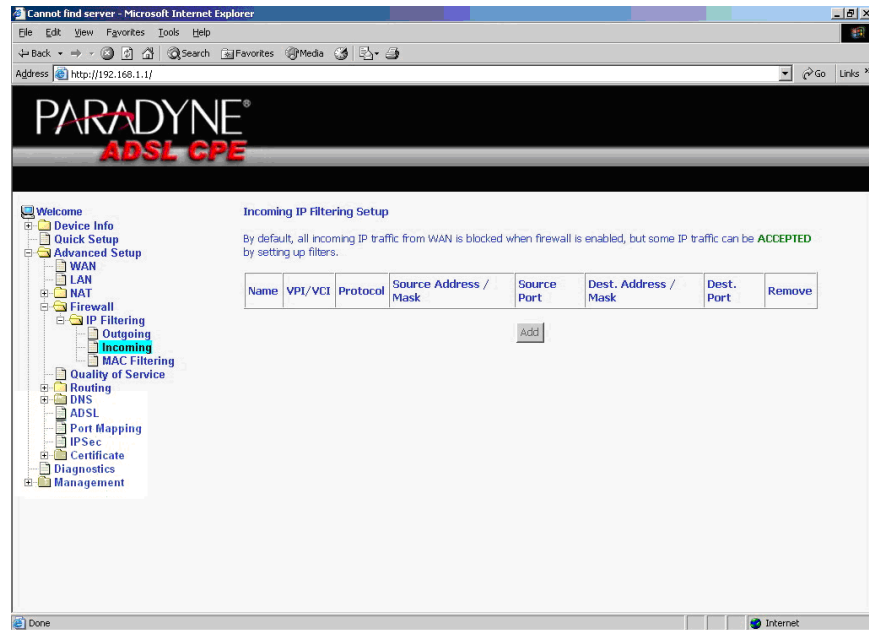 Cannot find server - Microsoft Internet Explorer
File Edit View Favorites Tools Help
Back Search Favorites Media
Address http://192.168.1.1/ Go Links »
PARADYNE®
ADSL CPE
Welcome
Device Info
Quick Setup
Advanced Setup
WAN
LAN
NAT
Firewall
IP Filtering
Outgoing
Incoming
MAC Filtering
Quality of Service
Routing
DNS
ADSL
Port Mapping
IPSec
Certificate
Diagnostics
Management
Incoming IP Filtering Setup
By default, all incoming IP traffic from WAN is blocked when firewall is enabled, but some IP traffic can be ACCEPTED
by setting up filters.
Name VPI/VCI Protocol Source Address / Mask Source Port Dest. Address / Mask Dest. Port Remove
Add
Done Internet